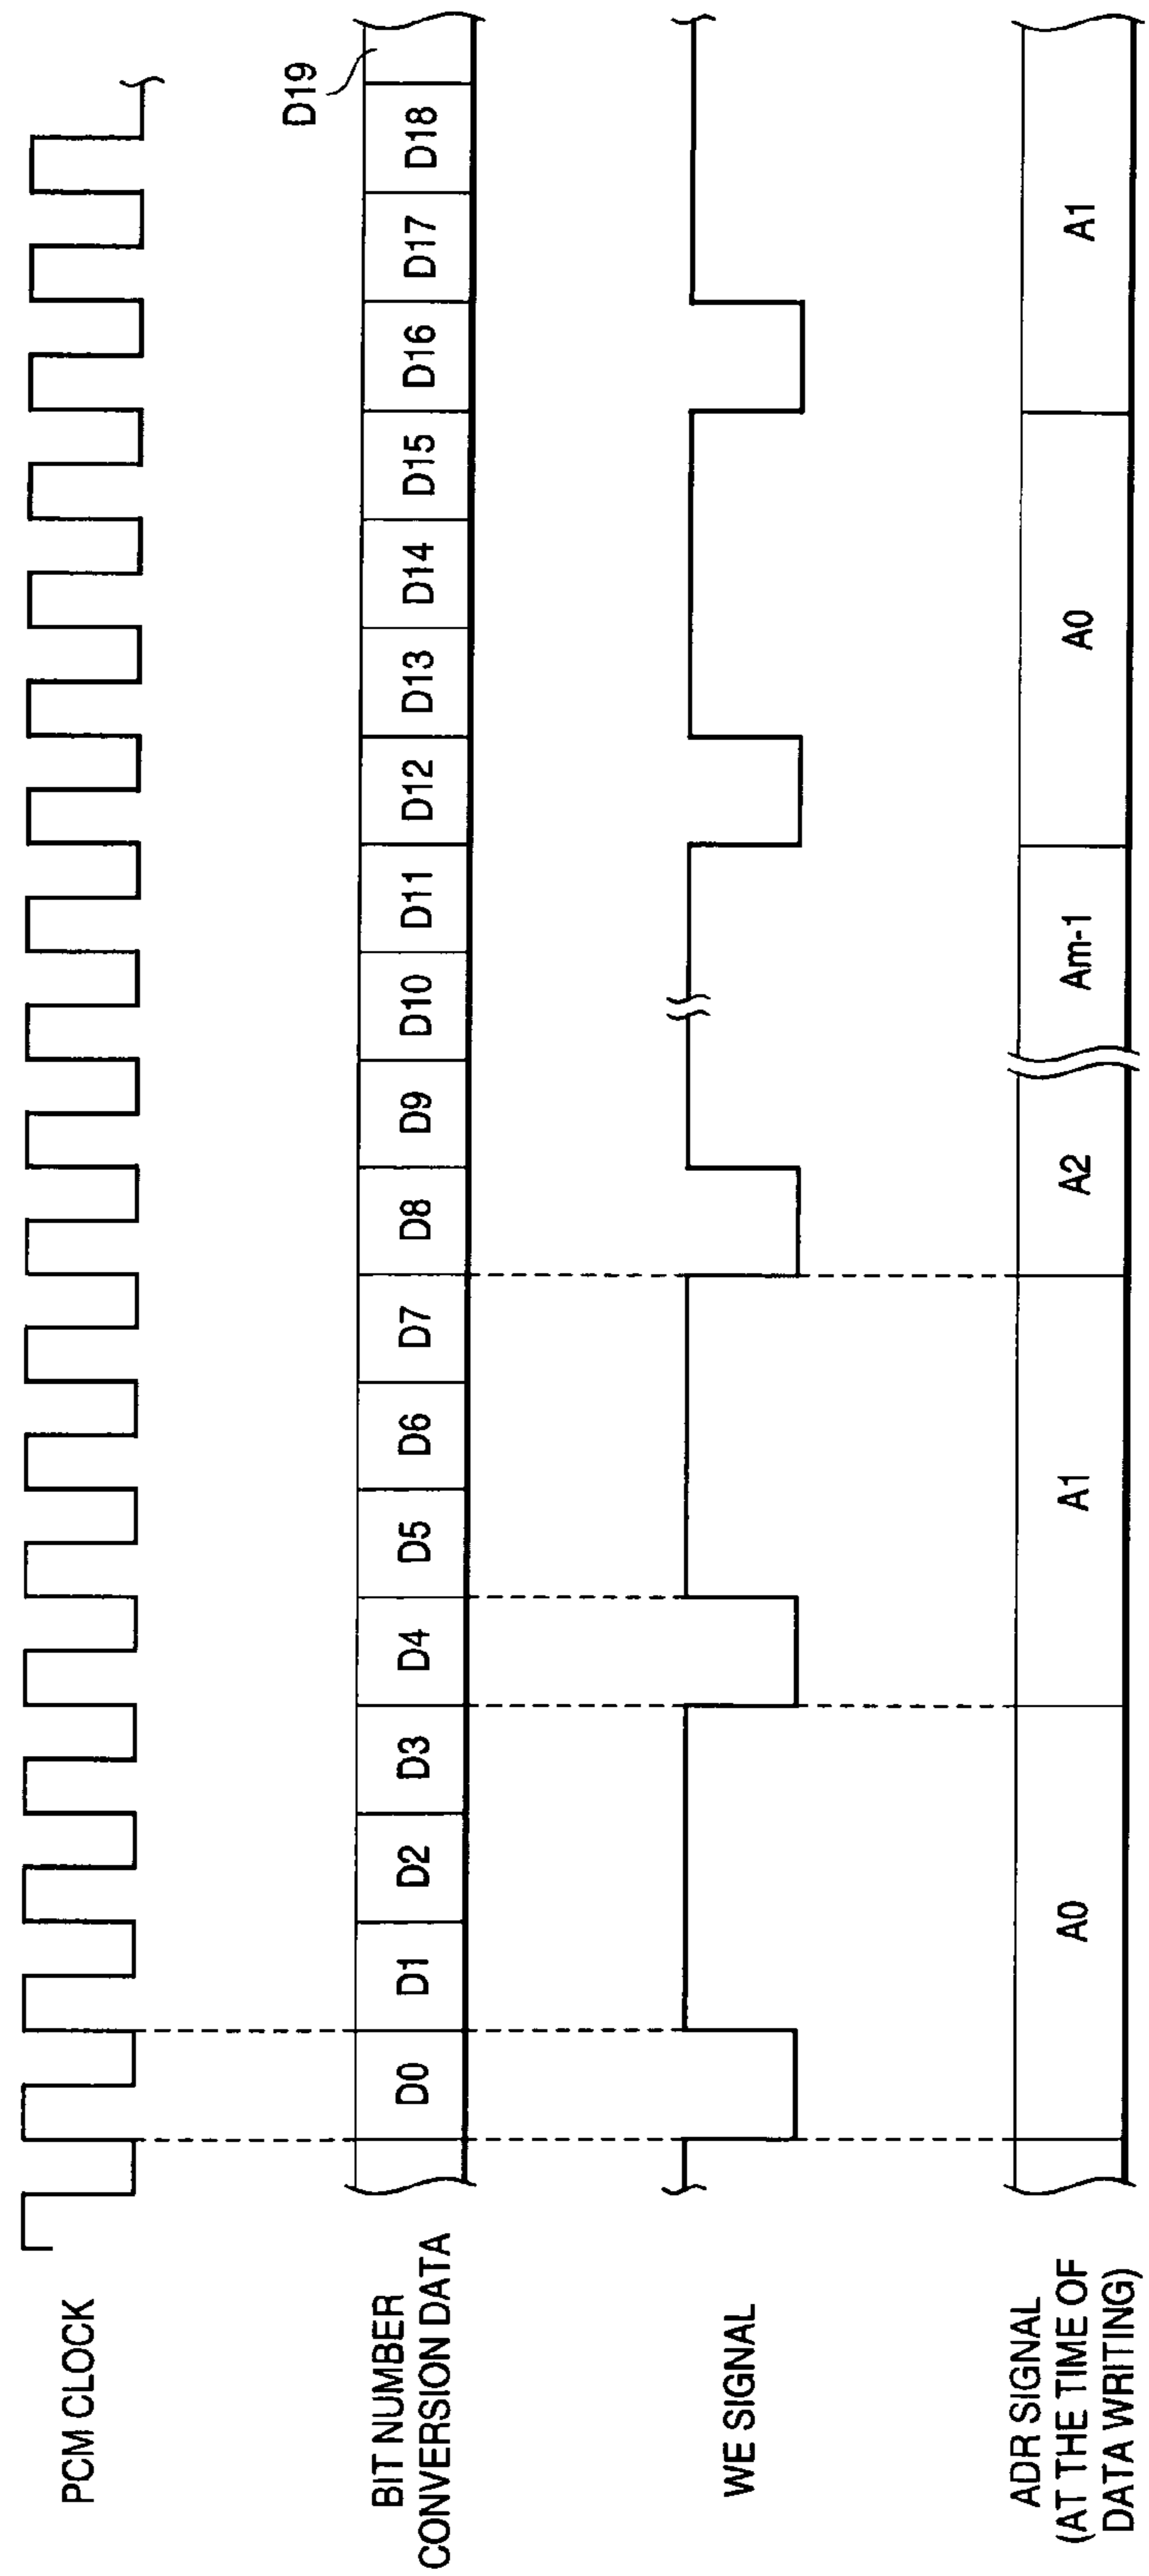 PCM CLOCK
D19
BIT NUMBER
CONVERSION DATA
D0 D1 D2 D3 D4 D5 D6 D7 D8 D9 D10 D11 D12 D13 D14 D15 D16 D17 D18
WE SIGNAL
ADR SIGNAL
(AT THE TIME OF
DATA WRITING)
A0 A1 A2 Am-1 A0 A1